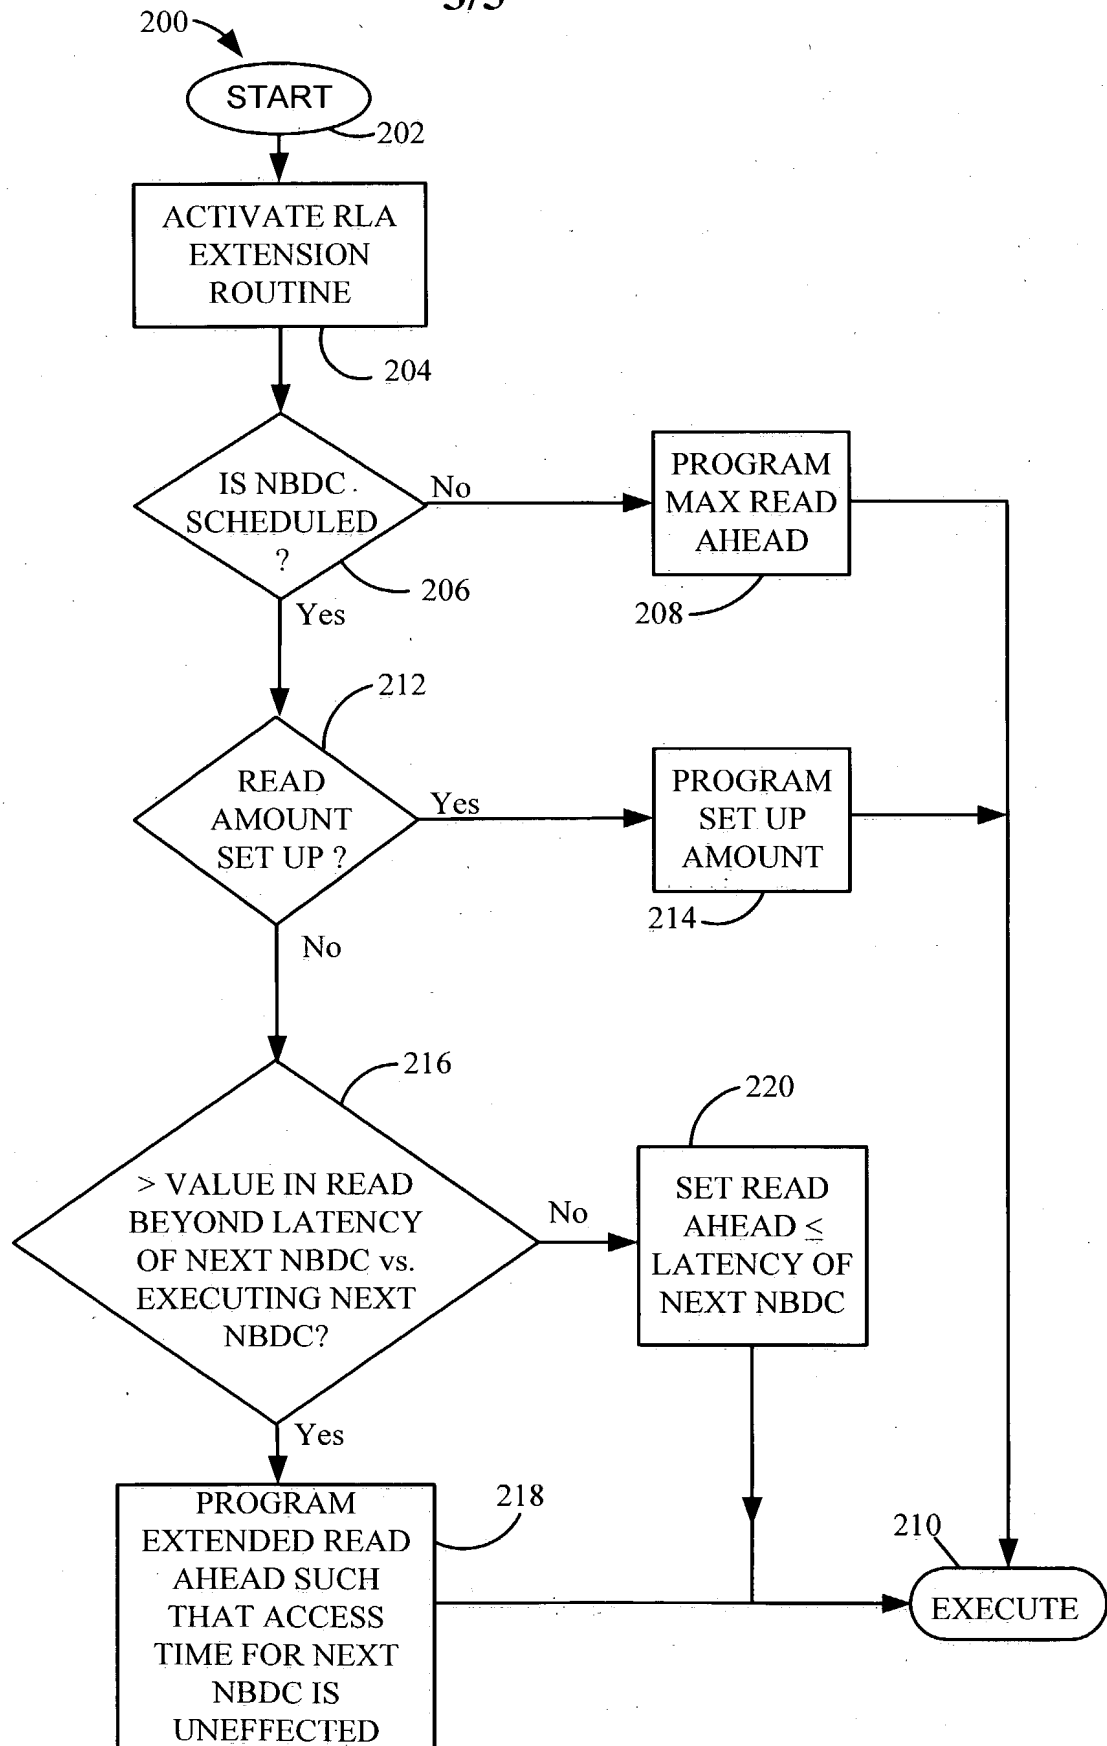 3/3
200
START
202
ACTIVATE RLA
EXTENSION
ROUTINE
204
IS NBDC
SCHEDULED
?
No
206
Yes
PROGRAM
MAX READ
AHEAD
208
212
READ
AMOUNT
SET UP ?
Yes
No
PROGRAM
SET UP
AMOUNT
214
216
> VALUE IN READ
BEYOND LATENCY
OF NEXT NBDC vs.
EXECUTING NEXT
NBDC?
No
Yes
220
SET READ
AHEAD ≤
LATENCY OF
NEXT NBDC
PROGRAM
EXTENDED READ
AHEAD SUCH
THAT ACCESS
TIME FOR NEXT
NBDC IS
UNEFFECTED
218
210
EXECUTE